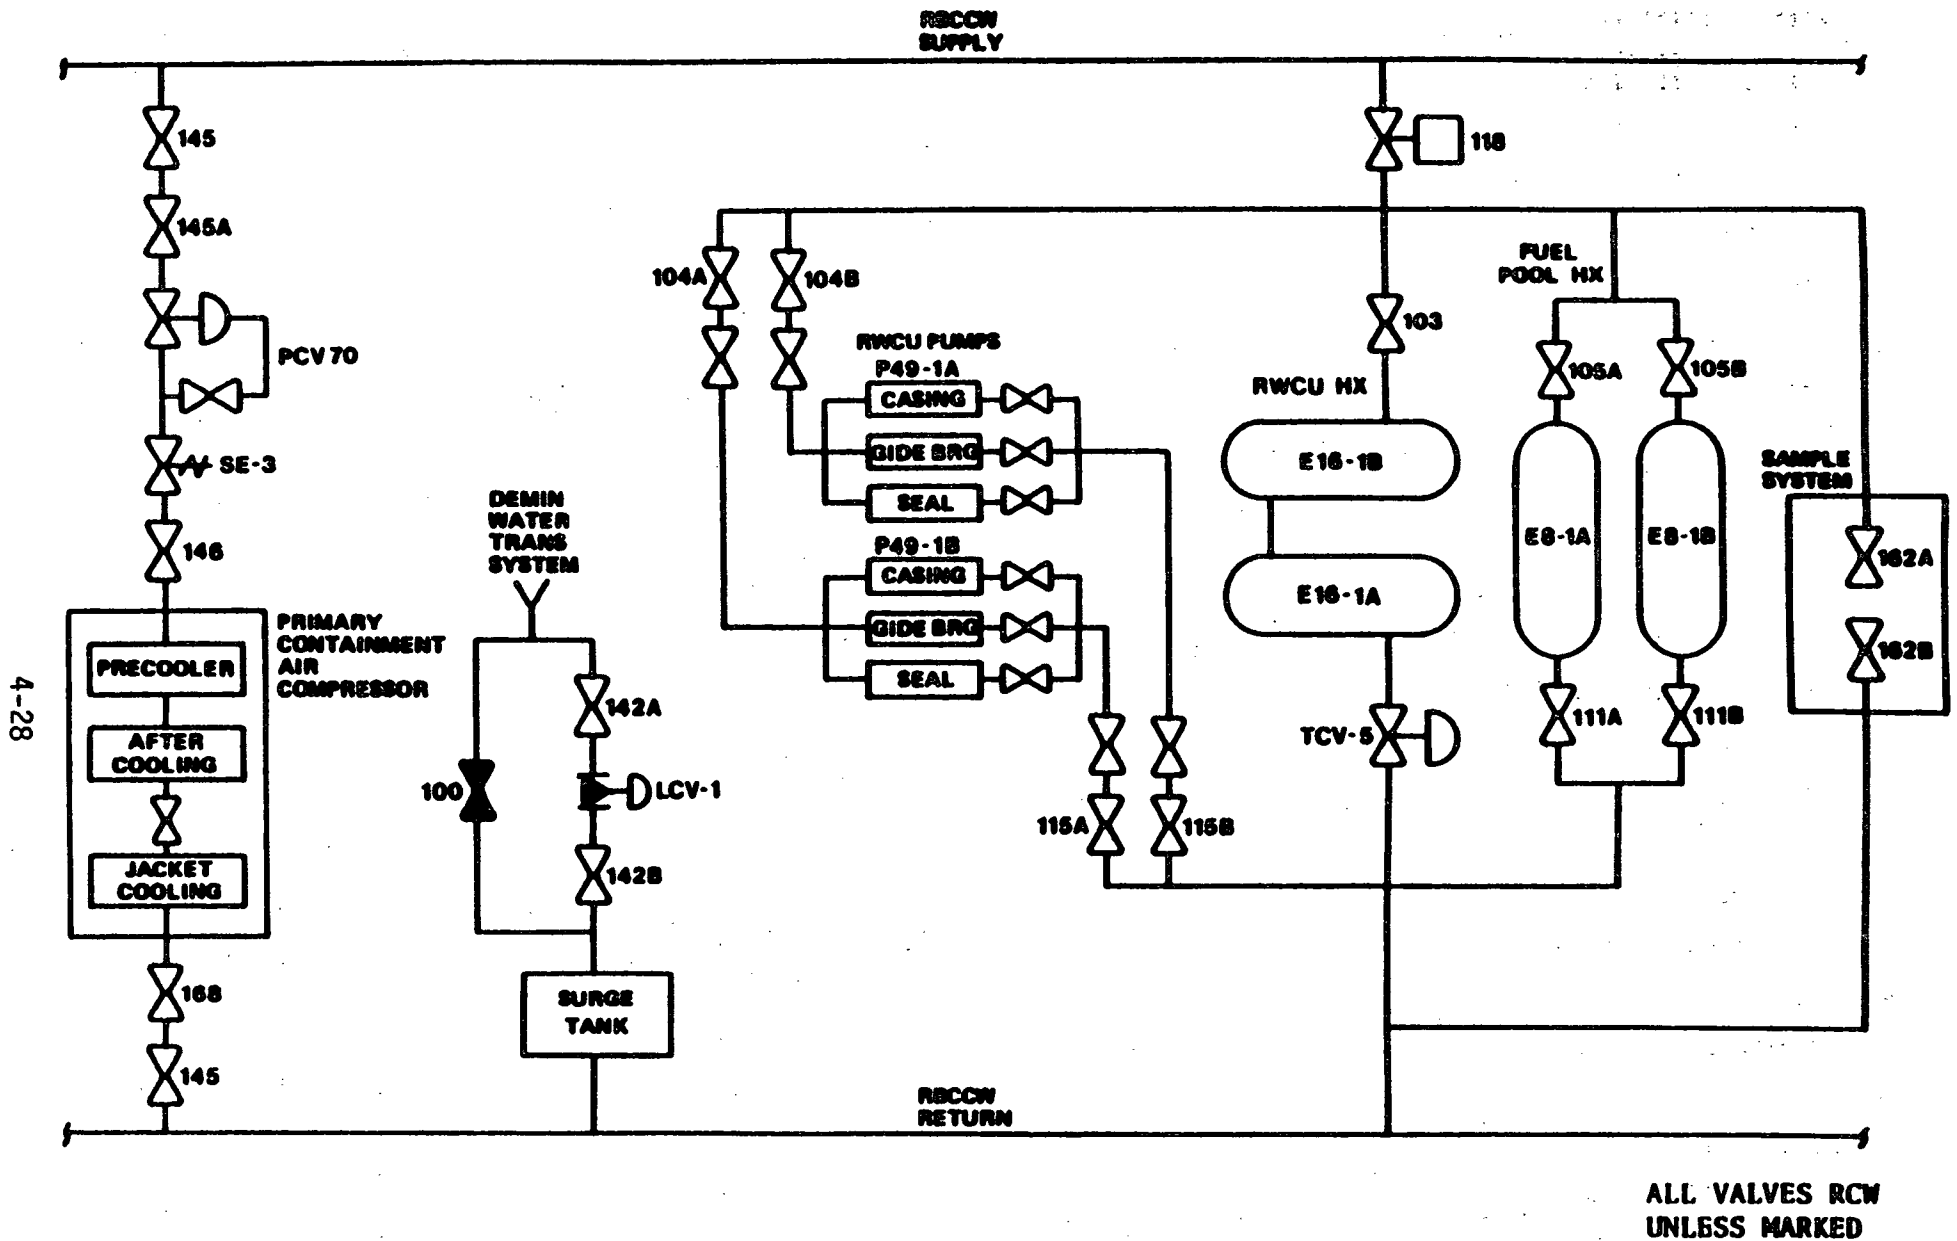 RBCCW
SUPPLY
145
118
145A
104A
104B
FUEL
POOL HX
103
PCV 70
RWCU PUMPS
P49-1A
CASING
RWCU HX
105A
105B
GIDE BRG
E16-1B
SE-3
SAMPLE
SYSTEM
SEAL
DEMIN
WATER
TRANS
SYSTEM
146
P49-1B
CASING
E16-1A
E8-1A
E8-1B
162A
GIDE BRG
162B
SEAL
PRIMARY
CONTAINMENT
AIR
COMPRESSOR
PRECOOLER
4-28
AFTER
COOLING
142A
TCV-5
111A
111B
100
LCV-1
115A
115B
JACKET
COOLING
142B
168
SURGE
TANK
145
RBCCW
RETURN
ALL VALVES RCW
UNLESS MARKED